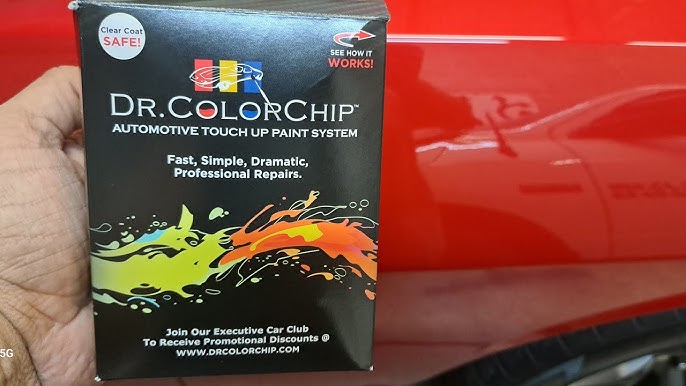 Clear Coat
SAFE!
SEE HOW IT
WORKS!
DR.COLORCHIP™
AUTOMOTIVE TOUCH UP PAINT SYSTEM
Fast, Simple, Dramatic,
Professional Repairs.
Join Our Executive Car Club
To Receive Promotional Discounts @
WWW.DRCOLORCHIP.COM
5G